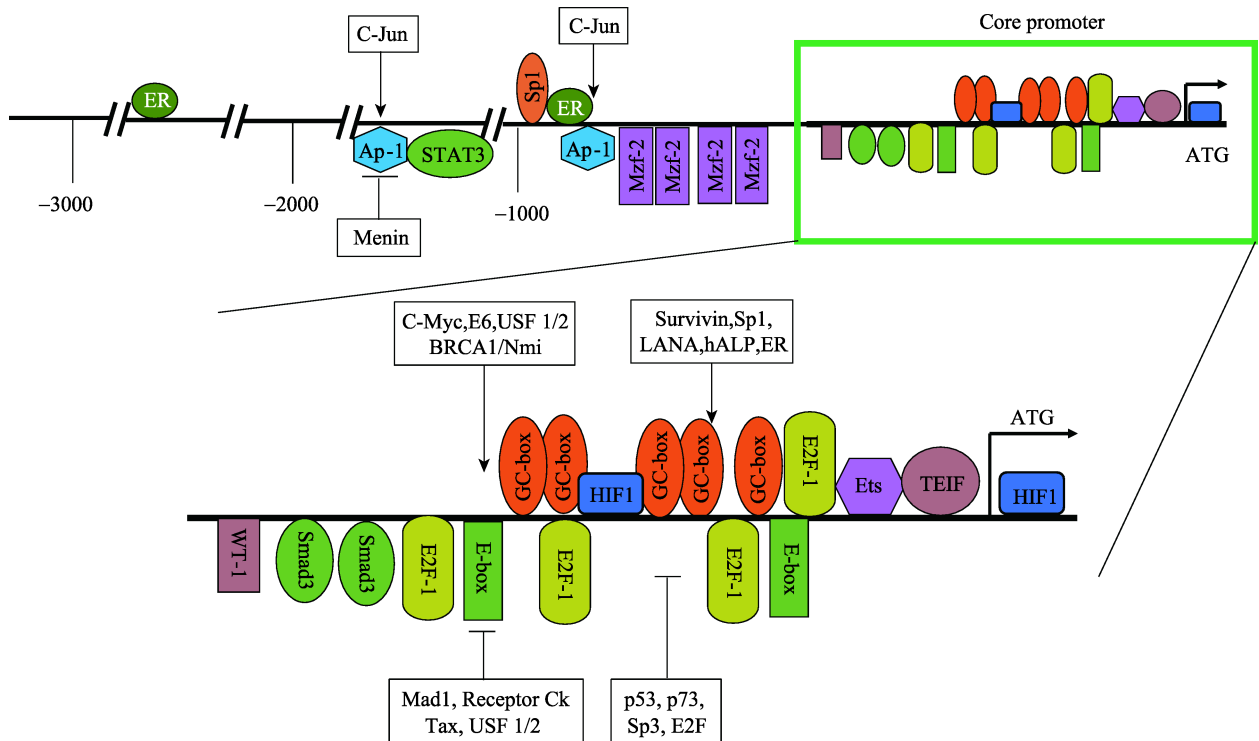 Core promoter
C-Jun
C-Jun
Sp1
ER
ER
Ap-1
STAT3
Ap-1
Mzf-2
Mzf-2
Mzf-2
Mzf-2
ATG
–3000
–2000
–1000
Menin
C-Myc,E6,USF 1/2
BRCA1/Nmi
Survivin,Sp1,
LANA,hALP,ER
ATG
GC-box
GC-box
HIF1
GC-box
GC-box
GC-box
E2F-1
Ets
TEIF
HIF1
WT-1
Smad3
Smad3
E2F-1
E-box
E2F-1
E2F-1
E-box
Mad1, Receptor Ck
Tax, USF 1/2
p53, p73,
Sp3, E2F